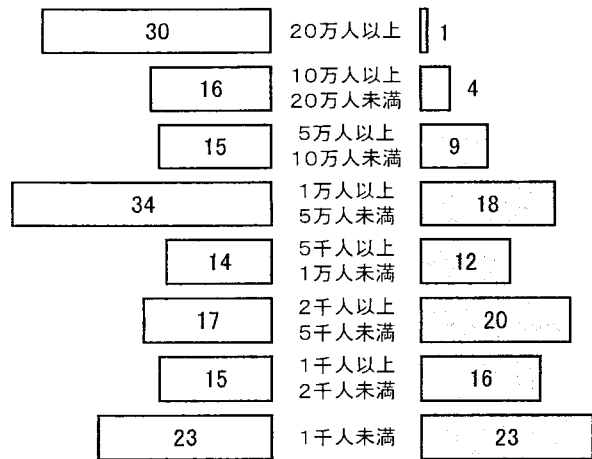 30 20万人以上 1
16 10万人以上 4
20万人未満
15 5万人以上 9
10万人未満
34 1万人以上 18
5万人未満
14 5千人以上 12
1万人未満
17 2千人以上 20
5千人未満
15 1千人以上 16
2千人未満
23 1千人未満 23